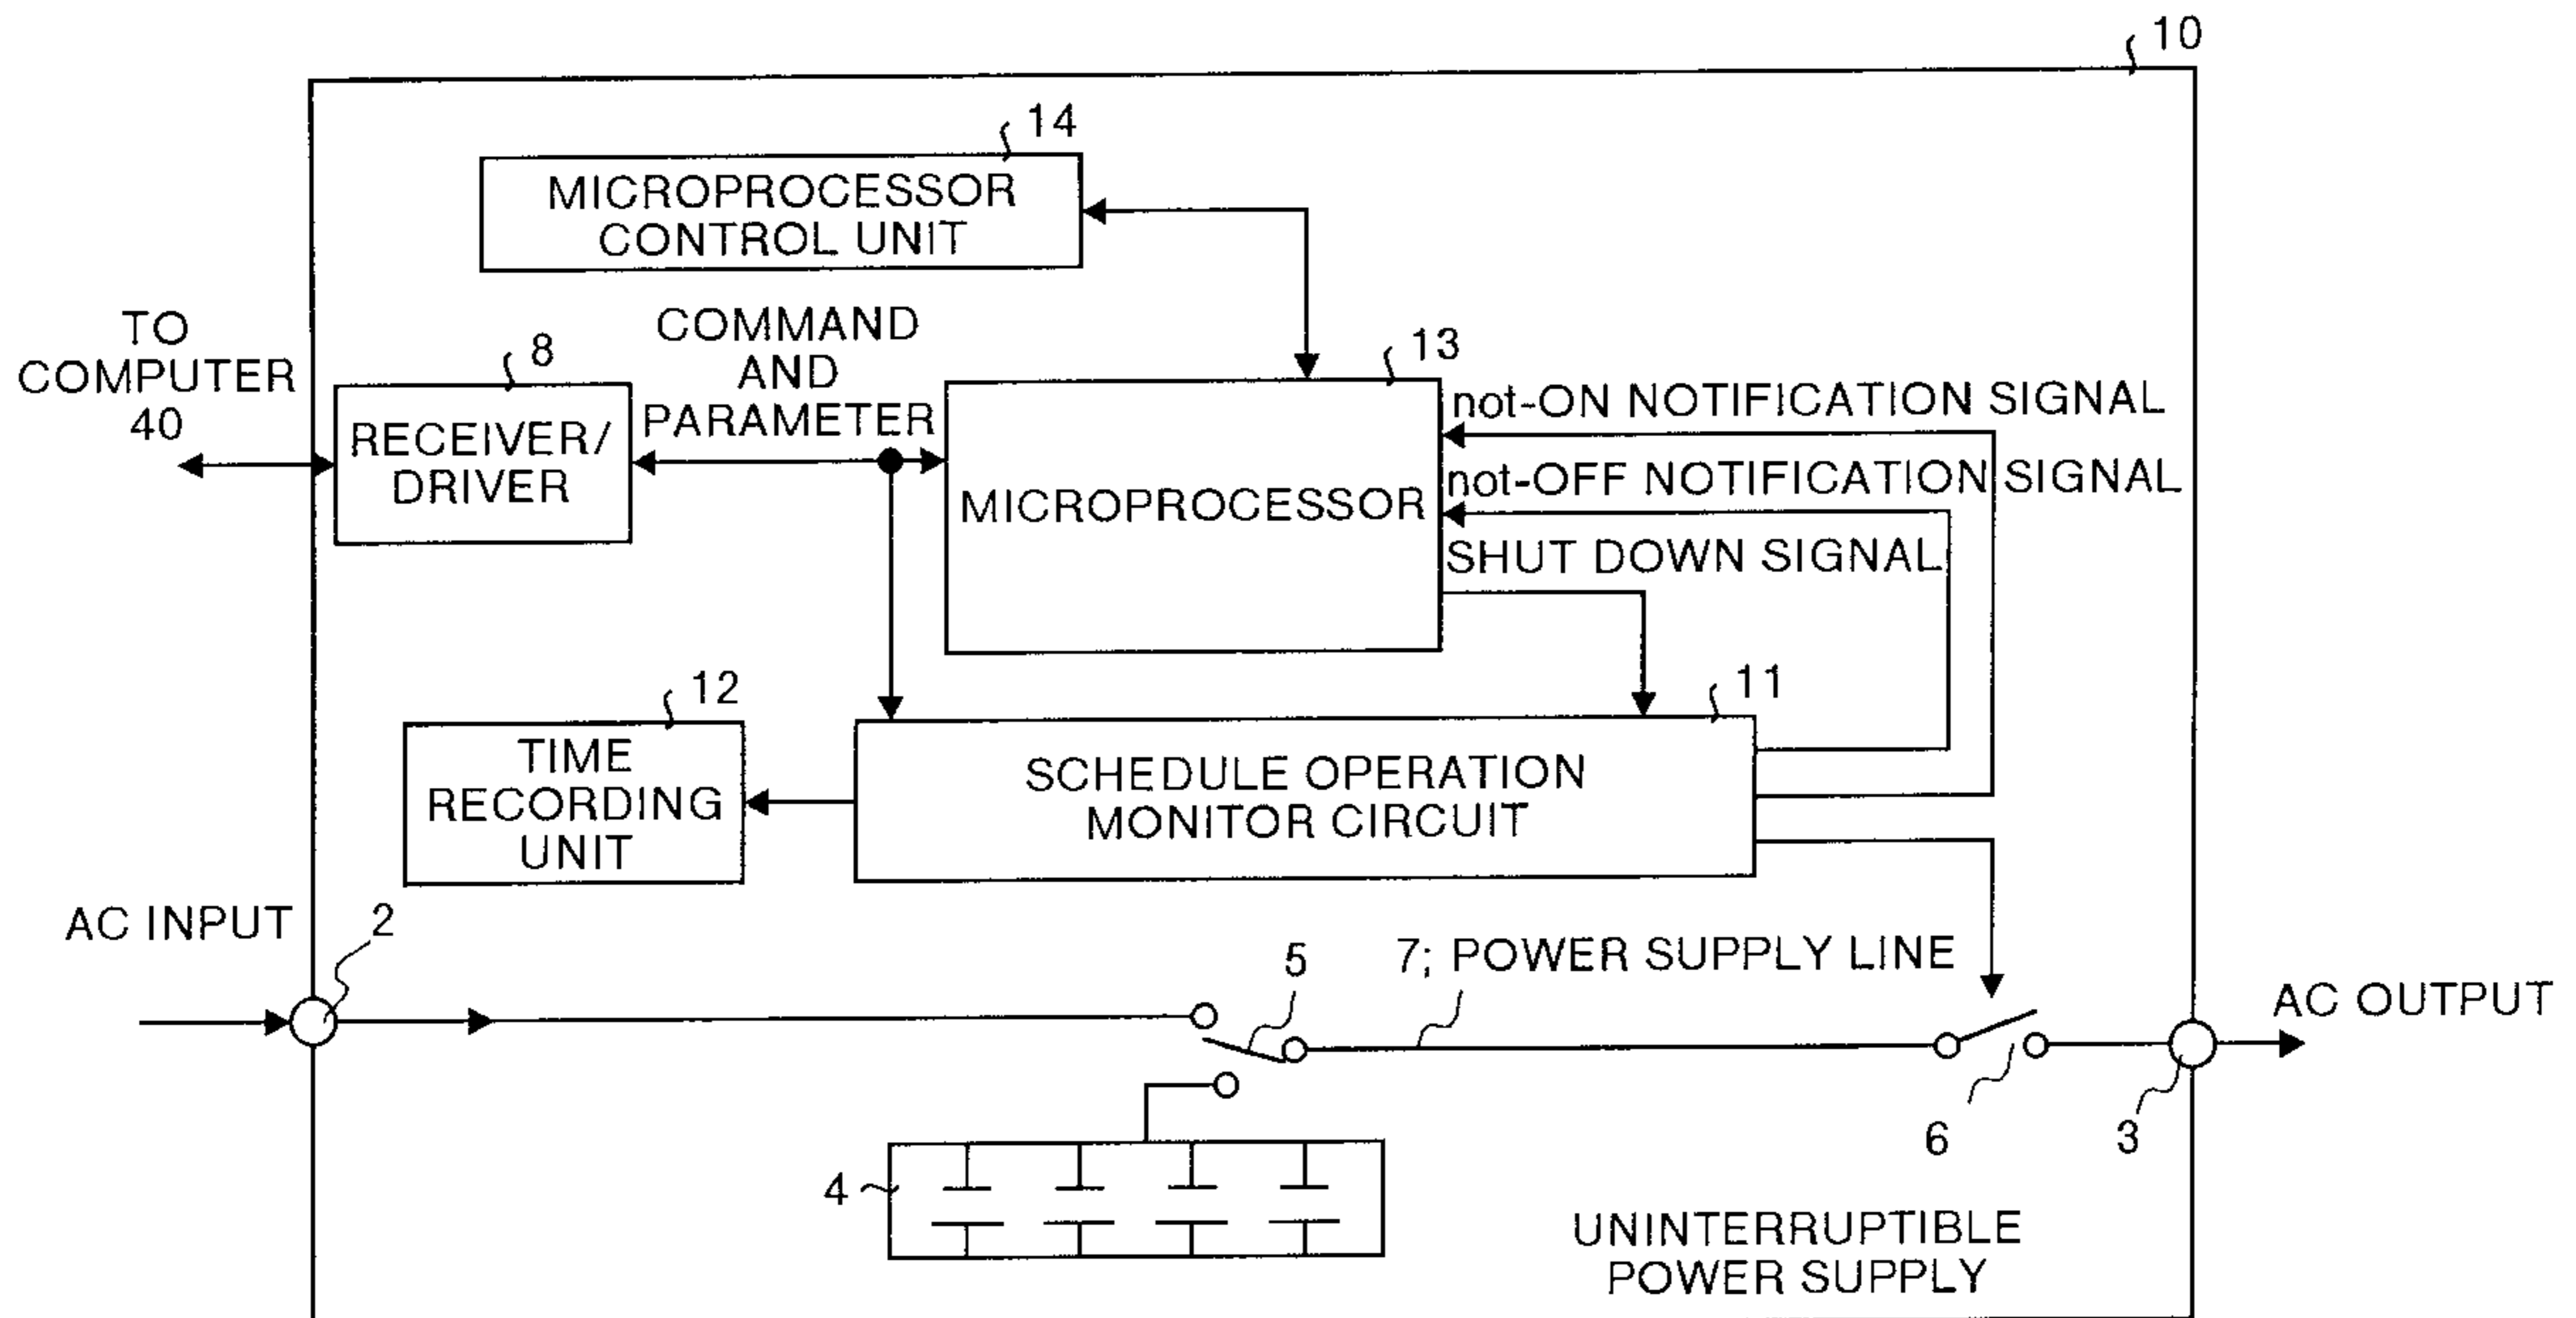 10
14
MICROPROCESSOR
CONTROL UNIT
TO
COMPUTER
40
8
RECEIVER/
DRIVER
COMMAND
AND
PARAMETER
13
MICROPROCESSOR
not-ON NOTIFICATION SIGNAL
not-OFF NOTIFICATION SIGNAL
SHUT DOWN SIGNAL
12
TIME
RECORDING
UNIT
11
SCHEDULE OPERATION
MONITOR CIRCUIT
AC INPUT
2
5
7; POWER SUPPLY LINE
AC OUTPUT
6
3
4
UNINTERRUPTIBLE
POWER SUPPLY